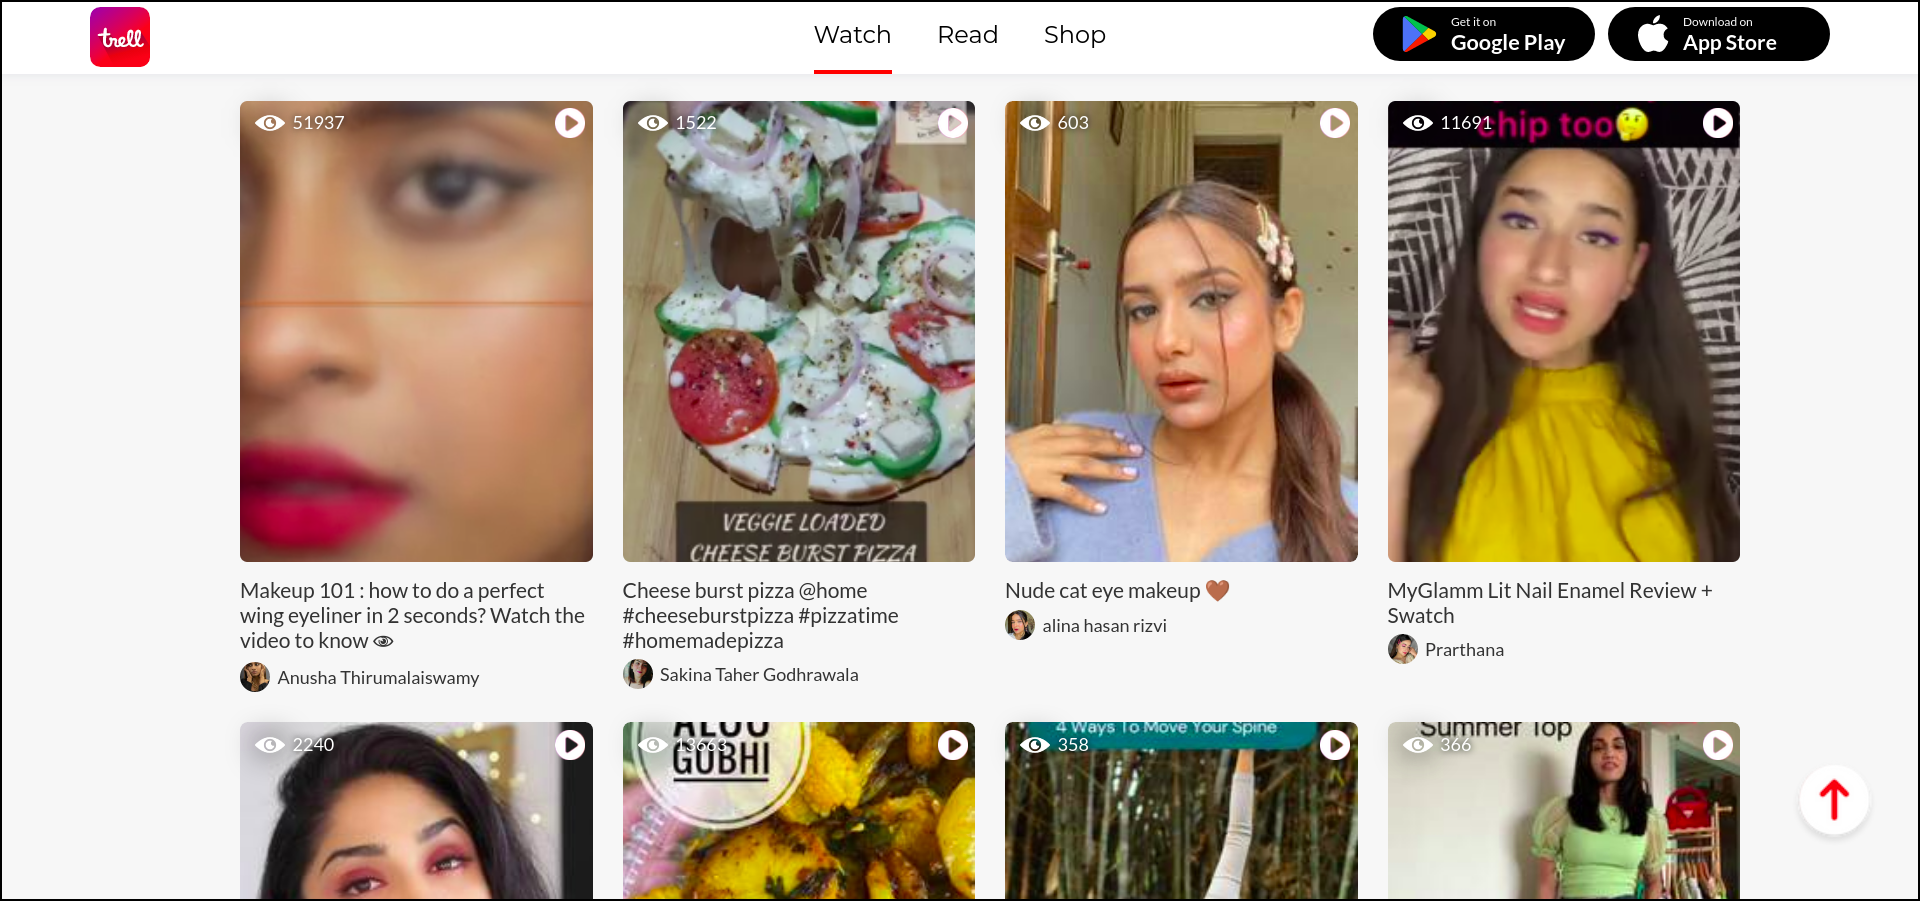 trell
Watch
Read
Shop
Get it on
Google Play
Download on
App Store
51937
1522
603
11691
chip too🤔
VEGGIE LOADED
CHEESE BURST PIZZA
Makeup 101 : how to do a perfect
wing eyeliner in 2 seconds? Watch the
video to know 👁
Anusha Thirumalaiswamy
Cheese burst pizza @home
#cheeseburstpizza #pizzatime
#homemadepizza
Sakina Taher Godhrawala
Nude cat eye makeup 🤎
alina hasan rizvi
MyGlamm Lit Nail Enamel Review +
Swatch
Prarthana
2240
13663
ALOO
GOBHI
358
4 Ways To Move Your Spine
366
Summer Top